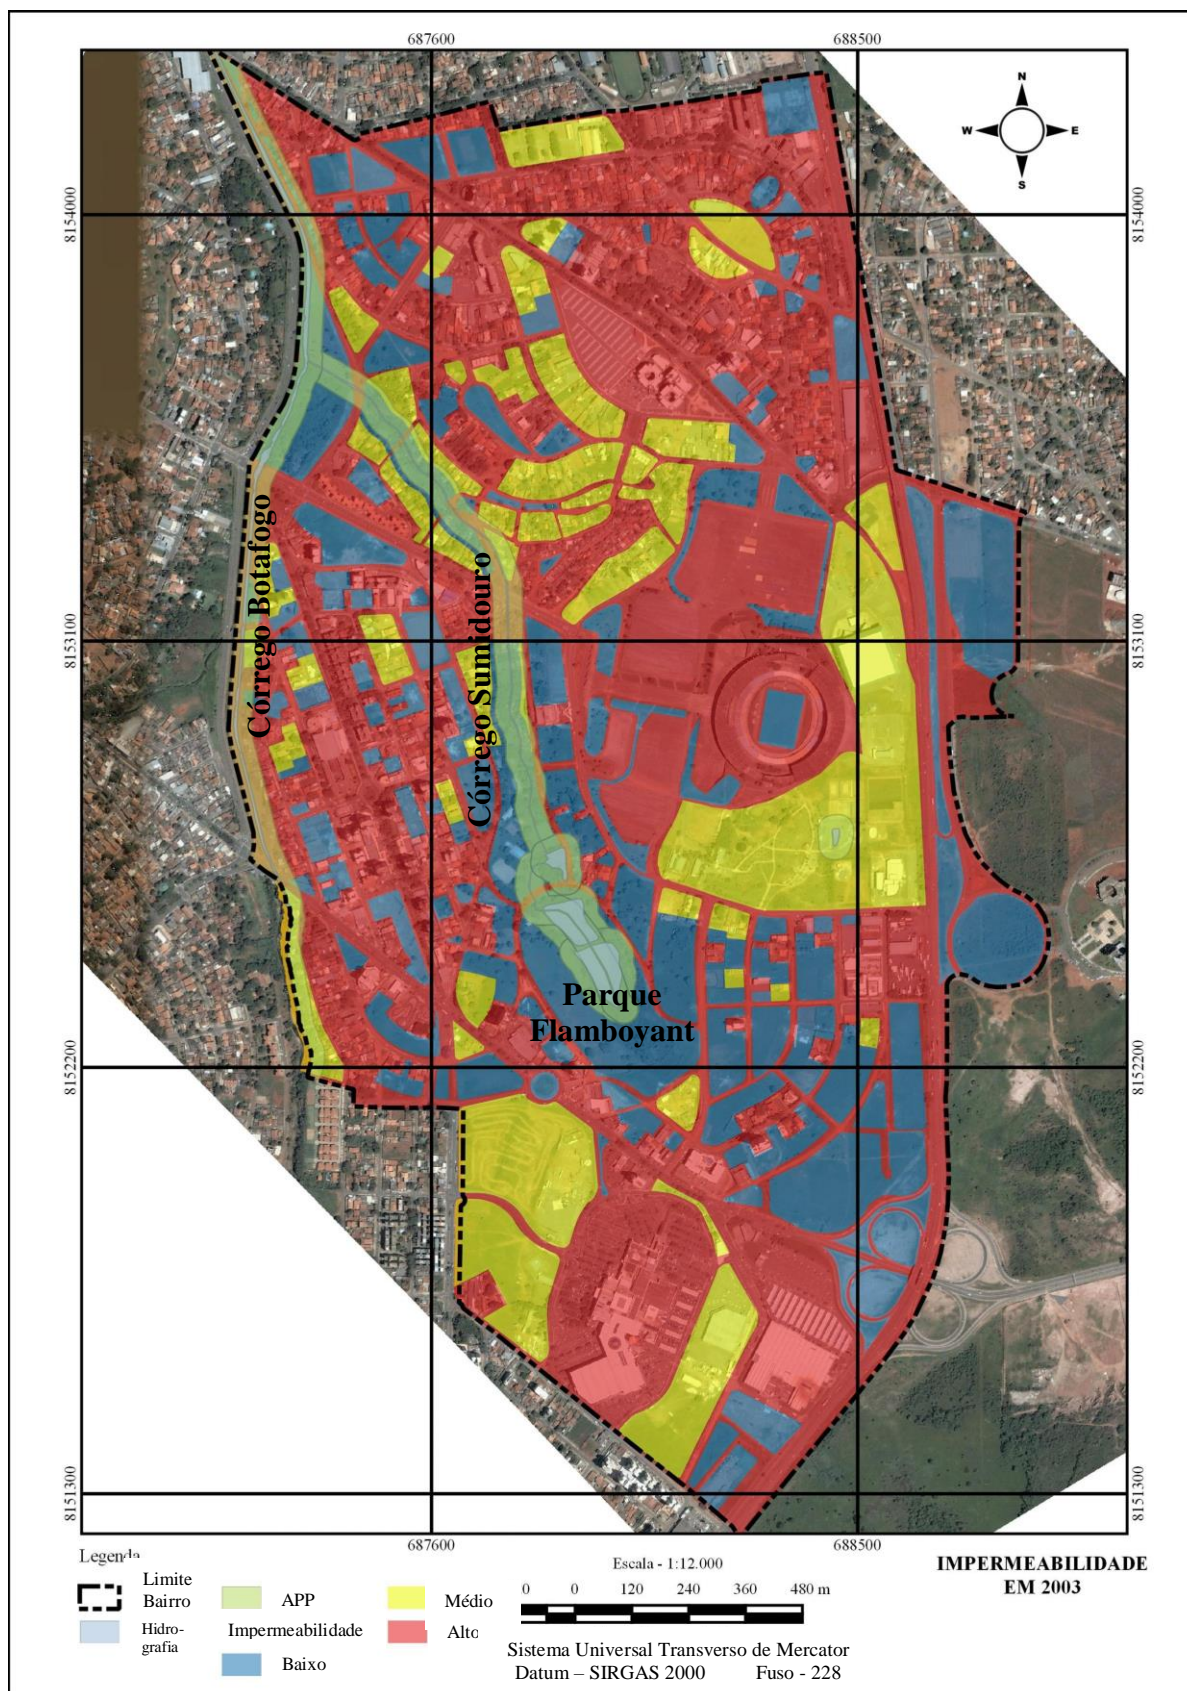 687600
688500
N
W
E
S
8154000
8154000
Córrego Botafogo
Córrego Sumidouro
8153100
8153100
Parque
Flamboyant
8152200
8152200
8151300
8151300
687600
688500
Legenda
Limite
Bairro
APP
Médio
Hidro-
grafia
Impermeabilidade
Alto
Baixo
Escala - 1:12.000
0 0 120 240 360 480 m
Sistema Universal Transverso de Mercator
Datum – SIRGAS 2000 Fuso - 228
IMPERMEABILIDADE
EM 2003